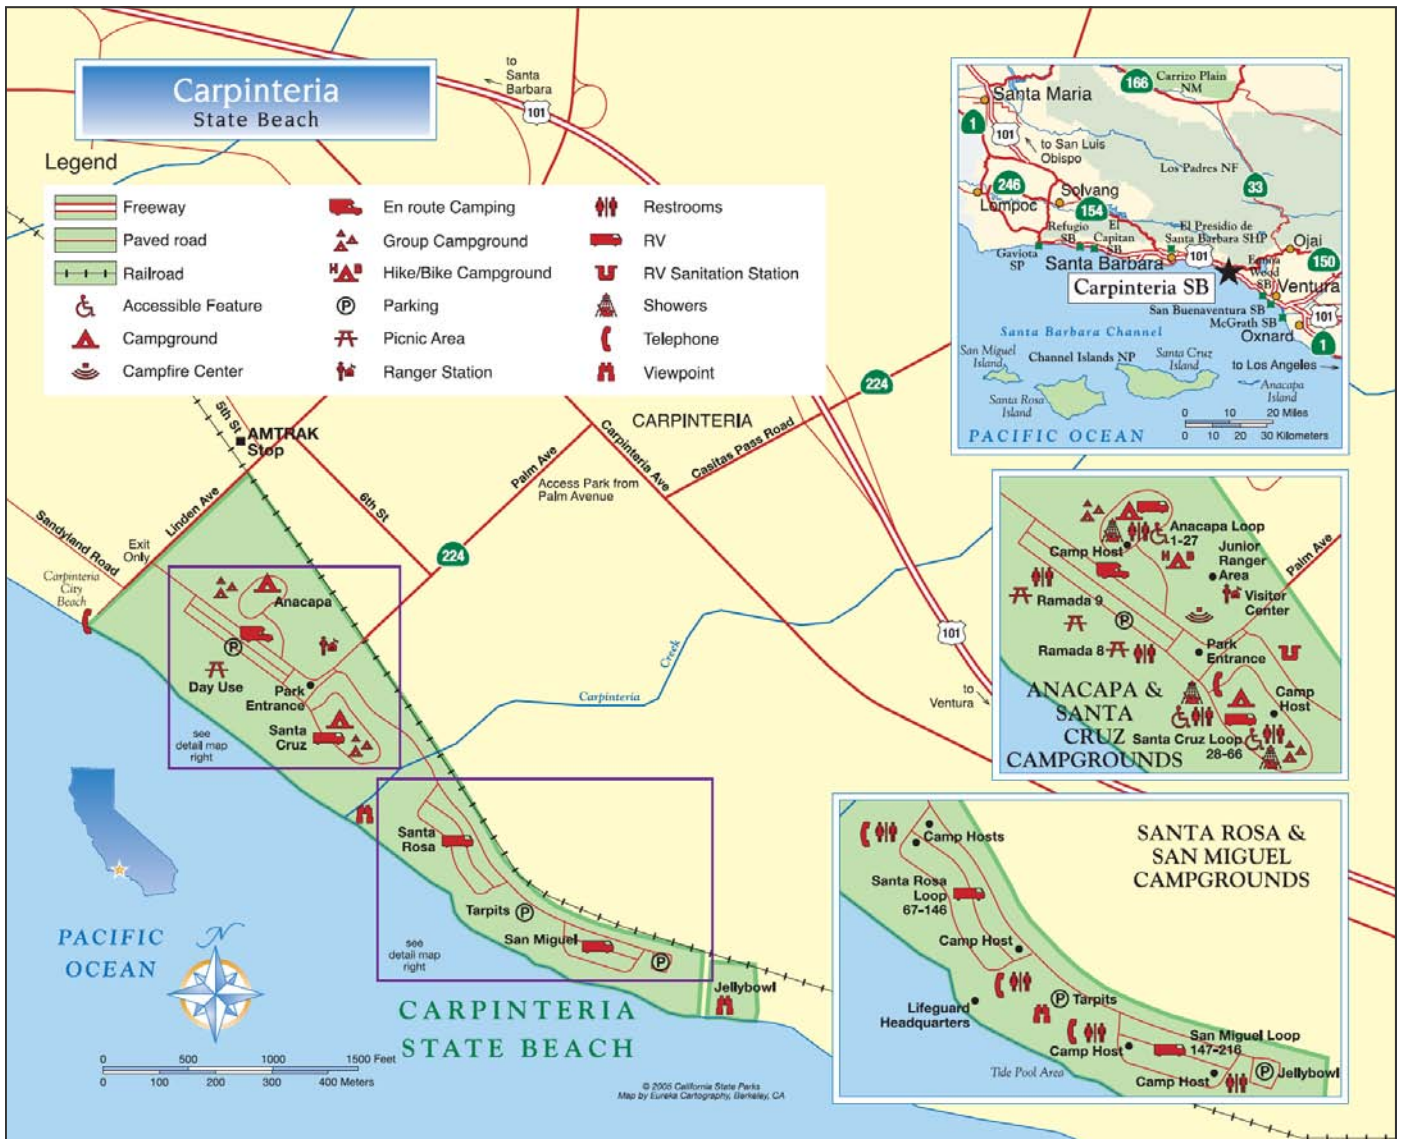 Carpinteria
State Beach
to
Santa
Barbara
101
Legend
Freeway
Paved road
Railroad
Accessible Feature
Campground
Campfire Center
En route Camping
Group Campground
H B
Hike/Bike Campground
P
Parking
Picnic Area
Ranger Station
Restrooms
RV
RV Sanitation Station
Showers
Telephone
Viewpoint
5th St
AMTRAK
Stop
Linden Ave
Sandyland Road
Exit
Only
Carpinteria
City
Beach
6th St
Palm Ave
Access Park from
Palm Avenue
224
CARPINTERIA
Carpinteria Ave
Casitas Pass Road
224
101
to
Ventura
Carpinteria
Creek
Anacapa
P
Day Use
Park
Entrance
Santa
Cruz
see
detail map
right
Santa
Rosa
Tarpits
P
San Miguel
P
see
detail map
right
Jellybowl
PACIFIC
OCEAN
N
CARPINTERIA
STATE BEACH
0 500 1000 1500 Feet
0 100 200 300 400 Meters
© 2005 California State Parks
Map by Eureka Cartography, Berkeley, CA
166
Carrizo Plain
NM
Santa Maria
1
101
to San Luis
Obispo
Los Padres NF
33
246
Solvang
Lompoc
154
Refugio
SB
El
Capitan
SB
El Presidio de
Santa Barbara SHP
Gaviota
SP
Santa Barbara
101
Ojai
150
Emma
Wood
SB
Ventura
Carpinteria SB
San Buenaventura SB
McGrath SB
101
Oxnard
1
Santa Barbara Channel
San Miguel
Island
Channel Islands NP
Santa Cruz
Island
to Los Angeles
Santa Rosa
Island
Anacapa
Island
PACIFIC OCEAN
0 10 20 Miles
0 10 20 30 Kilometers
Anacapa Loop
1-27
Camp Host
H B
Junior
Ranger
Area
Palm Ave
Ramada 9
Visitor
Center
P
Ramada 8
Park
Entrance
ANACAPA &
SANTA
CRUZ
CAMPGROUNDS
Camp
Host
Santa Cruz Loop
28-66
Camp Hosts
SANTA ROSA &
SAN MIGUEL
CAMPGROUNDS
Santa Rosa
Loop
67-146
Camp Host
P
Tarpits
Lifeguard
Headquarters
San Miguel Loop
147-216
Camp Host
Tide Pool Area
Camp Host
P
Jellybowl